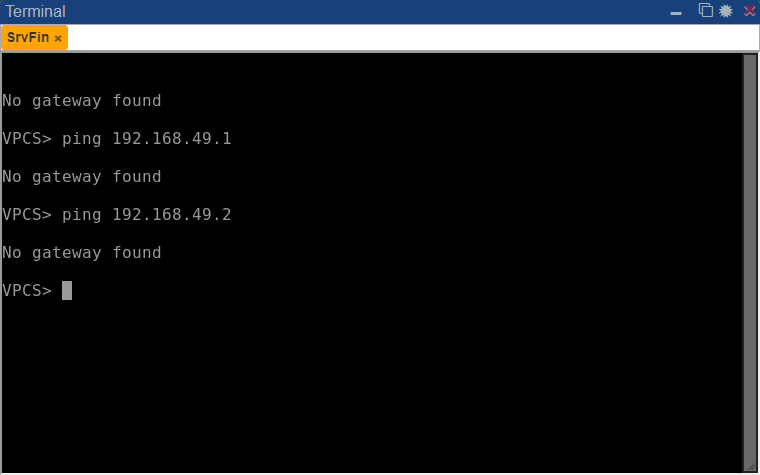 Terminal
SrvFin ×
No gateway found
VPCS> ping 192.168.49.1
No gateway found
VPCS> ping 192.168.49.2
No gateway found
VPCS>